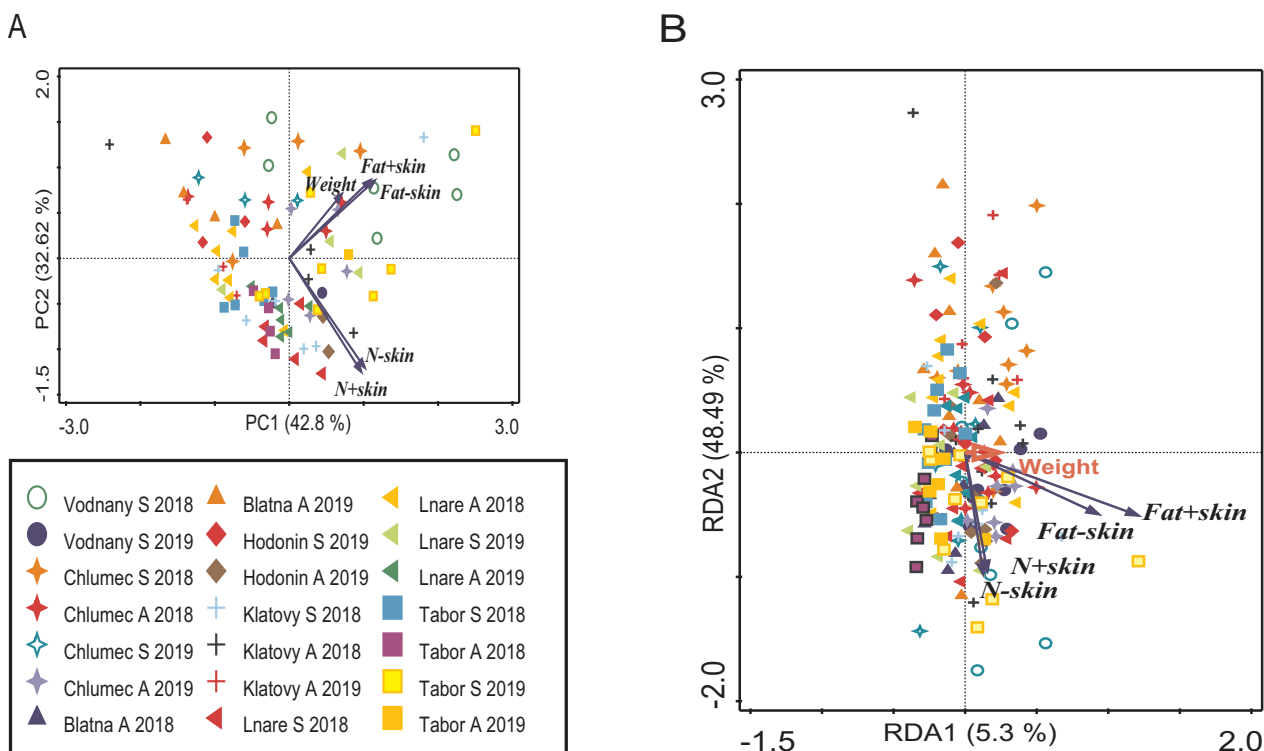 A
2.0
PC2 (32.62 %)
-1.5
-3.0
PC1 (42.8 %)
3.0
Weight
Fat+skin
Fat-skin
N-skin
N+skin
Vodnany S 2018
Vodnany S 2019
Chlumec S 2018
Chlumec A 2018
Chlumec S 2019
Chlumec A 2019
Blatna A 2018
Blatna A 2019
Hodonin S 2019
Hodonin A 2019
Klatovy S 2018
Klatovy A 2018
Klatovy A 2019
Lnare S 2018
Lnare A 2018
Lnare S 2019
Lnare A 2019
Tabor S 2018
Tabor A 2018
Tabor S 2019
Tabor A 2019
B
3.0
RDA2 (48.49 %)
-2.0
-1.5
RDA1 (5.3 %)
2.0
Weight
Fat+skin
Fat-skin
N+skin
N-skin